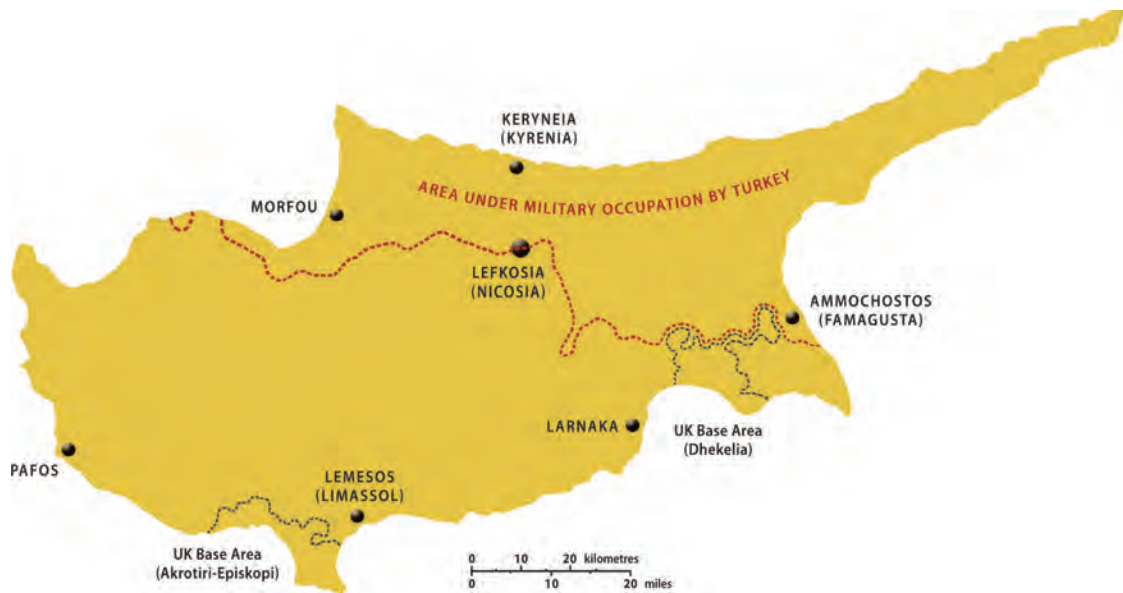 KERYNEIA
(KYRENIA)
AREA UNDER MILITARY OCCUPATION BY TURKEY
MORFOU
LEFKOSIA
(NICOSIA)
AMMOCHOSTOS
(FAMAGUSTA)
LARNAKA
UK Base Area
(Dhekelia)
PAFOS
LEMESOS
(LIMASSOL)
UK Base Area
(Akrotiri-Episkopi)
0 10 20 kilometres
0 10 20
miles